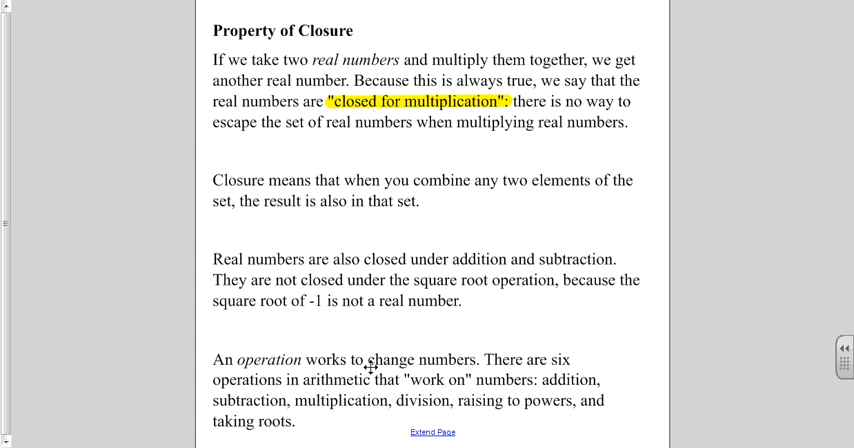 Property of Closure
If we take two real numbers and multiply them together, we get
another real number. Because this is always true, we say that the
real numbers are "closed for multiplication": there is no way to
escape the set of real numbers when multiplying real numbers.
Closure means that when you combine any two elements of the
set, the result is also in that set.
Real numbers are also closed under addition and subtraction.
They are not closed under the square root operation, because the
square root of -1 is not a real number.
An operation works to change numbers. There are six
operations in arithmetic that "work on" numbers: addition,
subtraction, multiplication, division, raising to powers, and
taking roots.
Extend Page